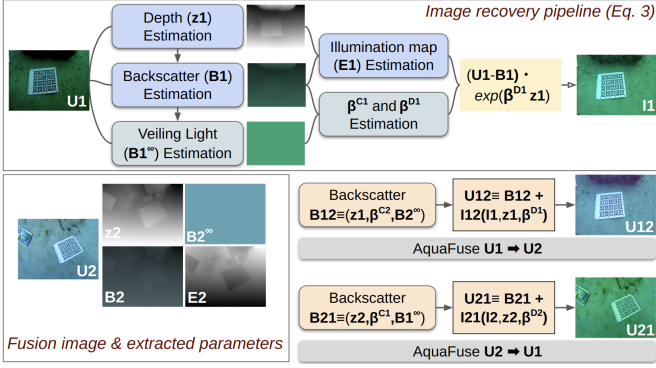 Image recovery pipeline (Eq. 3)
U1
Depth (z1)
Estimation
Backscatter (B1)
Estimation
Veiling Light
(B1∞) Estimation
Illumination map
(E1) Estimation
βC1 and βD1
Estimation
(U1-B1) ·
exp(βD1 z1)
I1
U2
z2
B2∞
B2
E2
Fusion image & extracted parameters
Backscatter
B12≡(z1,βC2,B2∞)
U12≡ B12 +
I12(I1,z1,βD1)
U12
AquaFuse U1 ➡ U2
Backscatter
B21≡(z2,βC1,B1∞)
U21≡ B21 +
I21(I2,z2,βD2)
U21
AquaFuse U2 ➡ U1